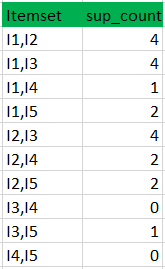 Itemset sup_count
I1,I2 4
I1,I3 4
I1,I4 1
I1,I5 2
I2,I3 4
I2,I4 2
I2,I5 2
I3,I4 0
I3,I5 1
I4,I5 0